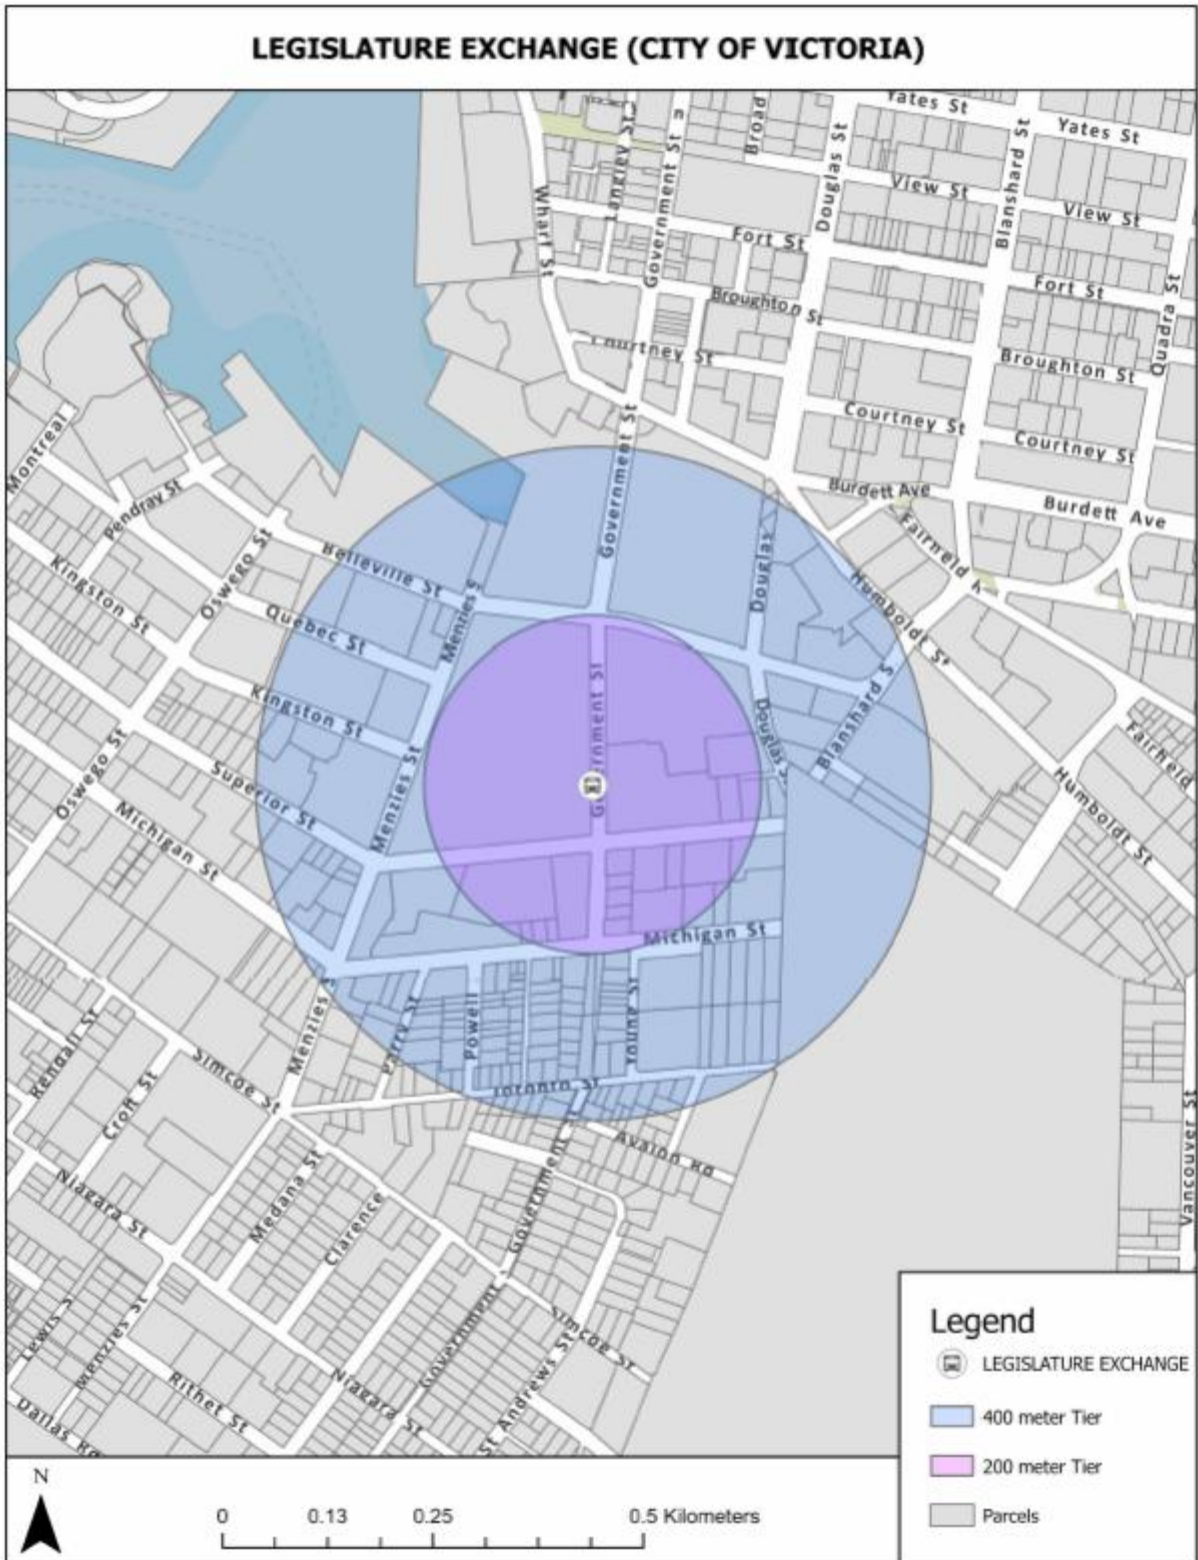 LEGISLATURE EXCHANGE (CITY OF VICTORIA)
Yates St
Yates St
Broad
Langley St
Government St
Douglas St
Blanshard St
View St
View St
Wharf St
Fort St
Fort St
Quadra St
Broughton St
Broughton St
Courtney St
Courtney St
Courtney St
Montreal
Government St
Burdett Ave
Burdett Ave
Pendray St
Oswego St
Belleville St
Douglas
Kingston St
Quebec St
Menzies S
Humboldt St
Kingston St
Government St
Douglas S
Blanshard S
Fairfield
Oswego St
Superior St
Menzies St
Humboldt St
Michigan St
Michigan St
Menzies
Parry St
Powell
Young St
Rendall St
Simcoe St
Toronto St
Croft St
Avalon Rd
Vancouver St
Niagara St
Medana St
Clarence
Government
Lewis S
Menzies St
Government
Simcoe St
Rithet St
Niagara St
St Andrews St
Dallas Rd
Legend
LEGISLATURE EXCHANGE
400 meter Tier
200 meter Tier
Parcels
N
0 0.13 0.25 0.5 Kilometers